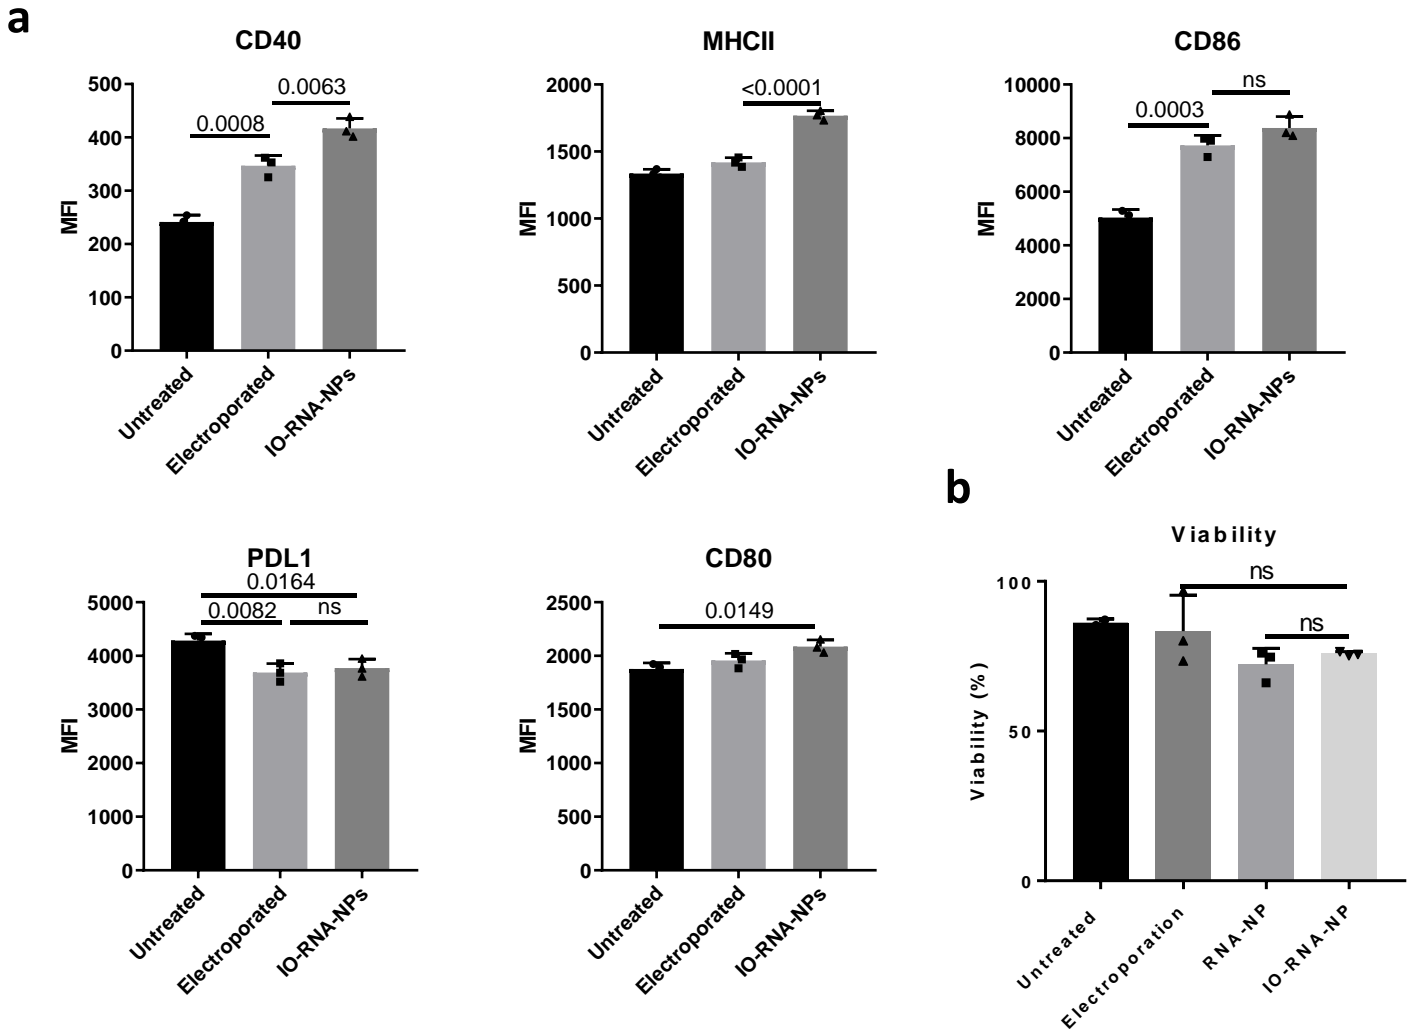 a
CD40
500
400
300
200
100
0
MFI
0.0008
0.0063
Untreated
Electroporated
IO-RNA-NPs
MHCII
2000
1500
1000
500
0
MFI
<0.0001
Untreated
Electroporated
IO-RNA-NPs
CD86
10000
8000
6000
4000
2000
0
MFI
0.0003
ns
Untreated
Electroporated
IO-RNA-NPs
PDL1
5000
4000
3000
2000
1000
0
MFI
0.0164
0.0082
ns
Untreated
Electroporated
IO-RNA-NPs
CD80
2500
2000
1500
1000
500
0
MFI
0.0149
Untreated
Electroporated
IO-RNA-NPs
b
Viability
100
50
0
Viability (%)
ns
ns
Untreated
Electroporation
RNA-NP
IO-RNA-NP